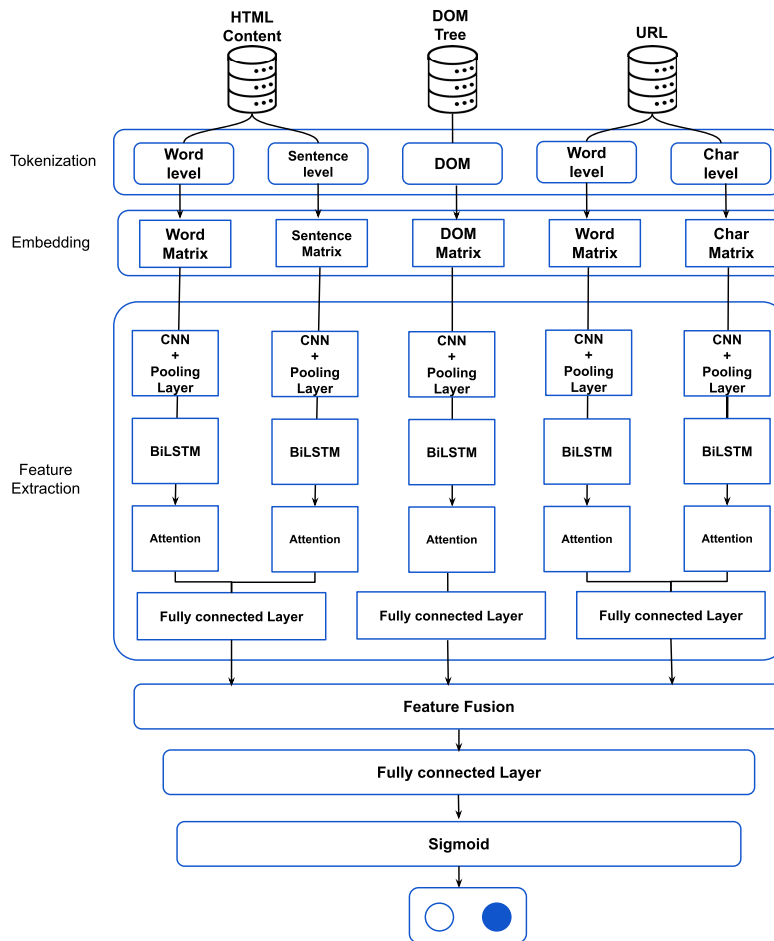 HTML
Content
DOM
Tree
URL
Tokenization
Word
level
Sentence
level
DOM
Word
level
Char
level
Embedding
Word
Matrix
Sentence
Matrix
DOM
Matrix
Word
Matrix
Char
Matrix
Feature
Extraction
CNN
+
Pooling
Layer
CNN
+
Pooling
Layer
CNN
+
Pooling
Layer
CNN
+
Pooling
Layer
CNN
+
Pooling
Layer
BiLSTM
BiLSTM
BiLSTM
BiLSTM
BiLSTM
Attention
Attention
Attention
Attention
Attention
Fully connected Layer
Fully connected Layer
Fully connected Layer
Feature Fusion
Fully connected Layer
Sigmoid